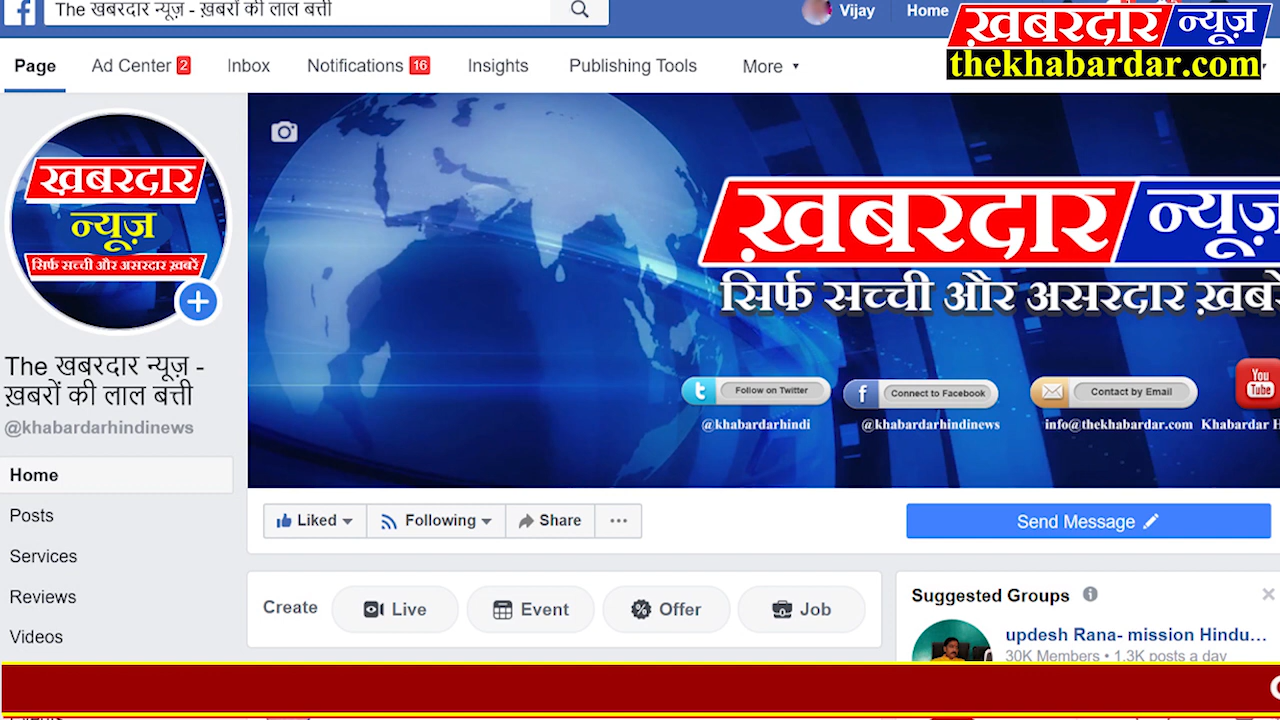 The खबरदार न्यूज़ - ख़बरों की लाल बत्ती
Vijay
Home
ख़बरदार न्यूज़
thekhabardar.com
Page
Ad Center 2
Inbox
Notifications 16
Insights
Publishing Tools
More
ख़बरदार
न्यूज़
सिर्फ सच्ची और असरदार ख़बरें
ख़बरदार न्यूज़
सिर्फ सच्ची और असरदार
Follow on Twitter
Connect to Facebook
Contact by Email
You
Tube
@khabardarhindi
@khabardarhindinews
info@thekhabardar.com
Khabardar H
The खबरदार न्यूज़ -
ख़बरों की लाल बत्ती
@khabardarhindinews
Home
Posts
Services
Reviews
Videos
Liked
Following
Share
Send Message
Create
Live
Event
Offer
Job
Suggested Groups
updesh Rana- mission Hindu…
30K Members • 1.3K posts a day